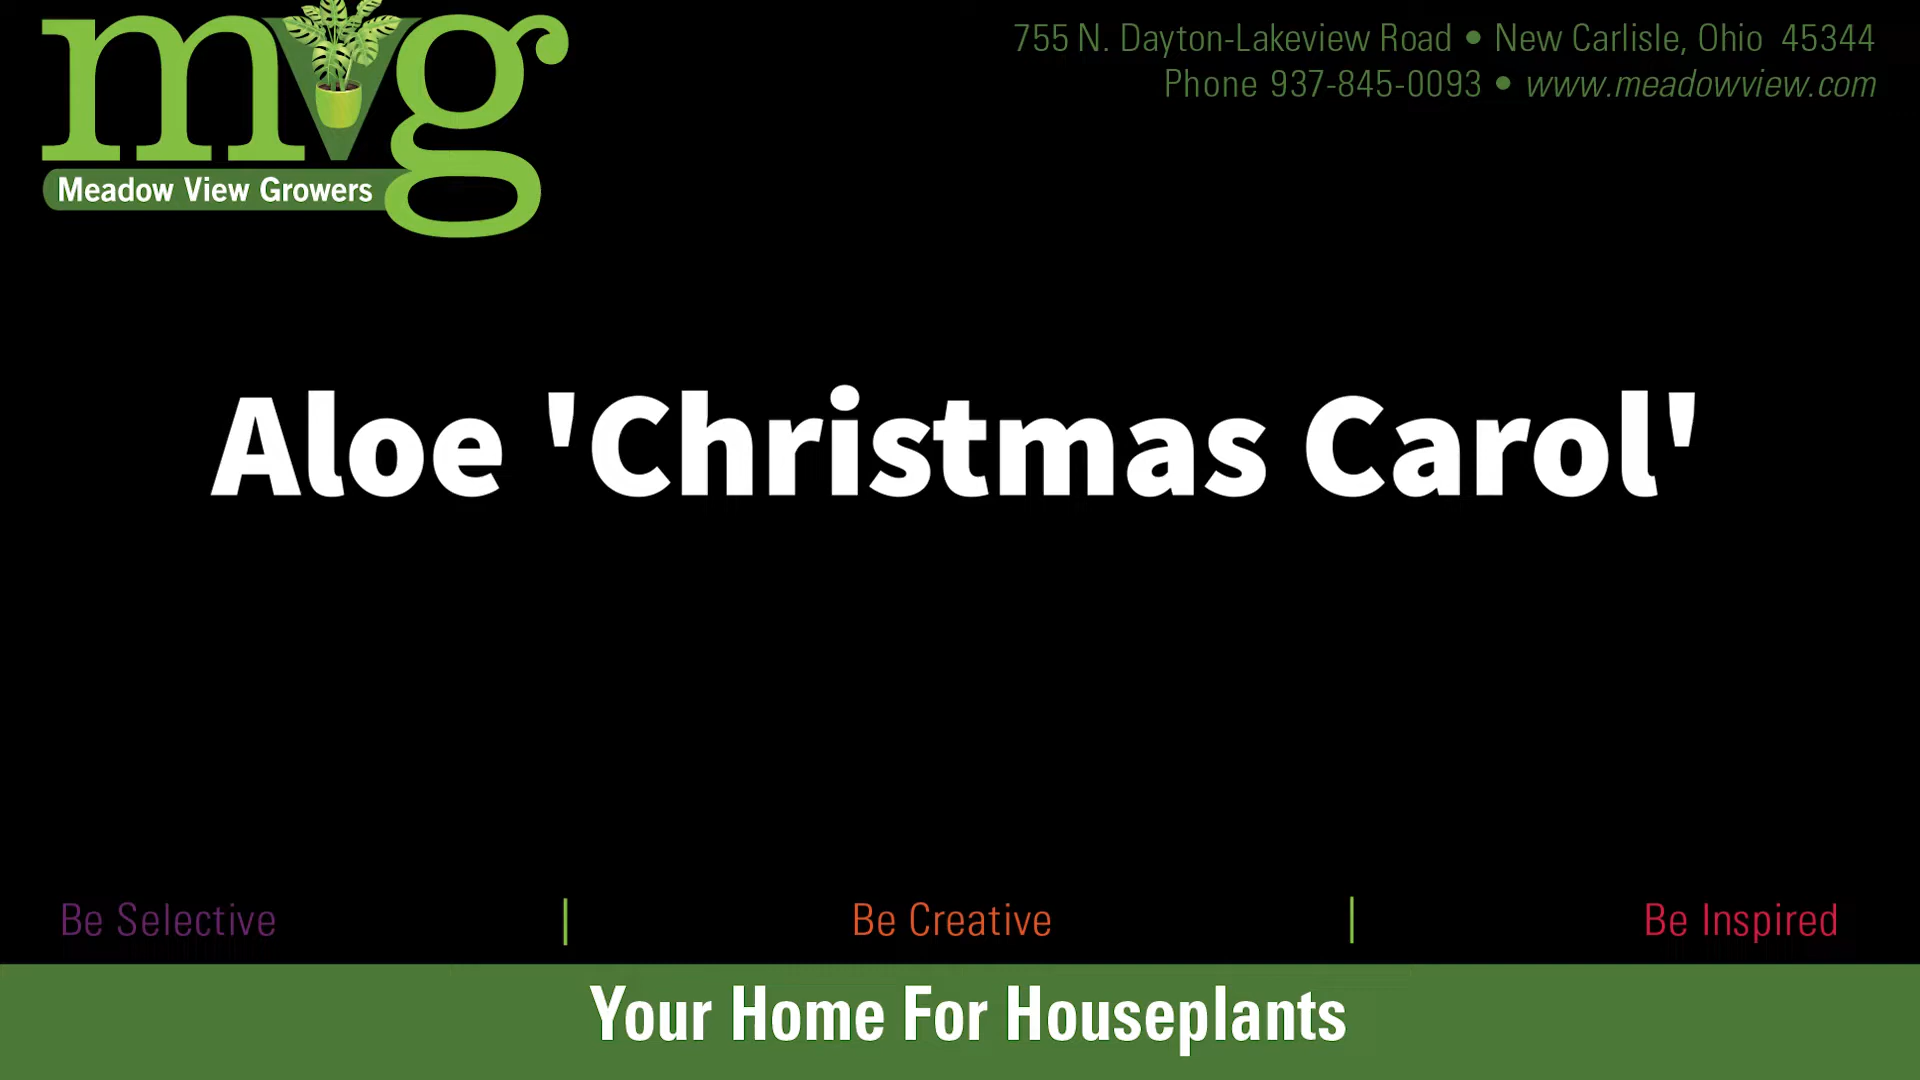 mvg
Meadow View Growers
755 N. Dayton-Lakeview Road • New Carlisle, Ohio 45344
Phone 937-845-0093 • www.meadowview.com
Aloe 'Christmas Carol'
Be Selective | Be Creative | Be Inspired
Your Home For Houseplants